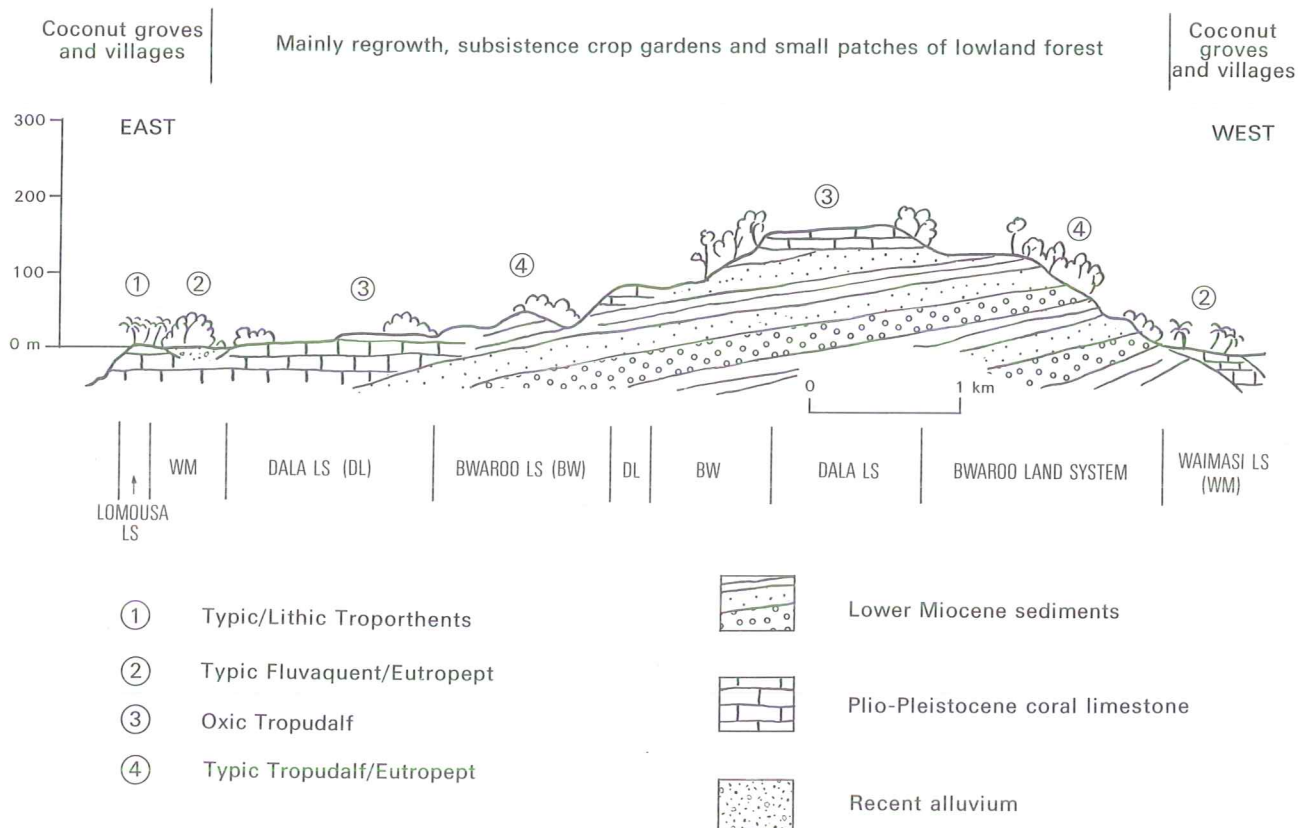 Coconut groves
and villages
Mainly regrowth, subsistence crop gardens and small patches of lowland forest
Coconut
groves
and villages
300
EAST
WEST
200
100
0 m
1
2
3
4
3
4
2
0
1 km
LOMOUSA
LS
WM
DALA LS (DL)
BWAROO LS (BW)
DL
BW
DALA LS
BWAROO LAND SYSTEM
WAIMASI LS
(WM)
1 Typic/Lithic Troporthents
2 Typic Fluvaquent/Eutropept
3 Oxic Tropudalf
4 Typic Tropudalf/Eutropept
Lower Miocene sediments
Plio-Pleistocene coral limestone
Recent alluvium